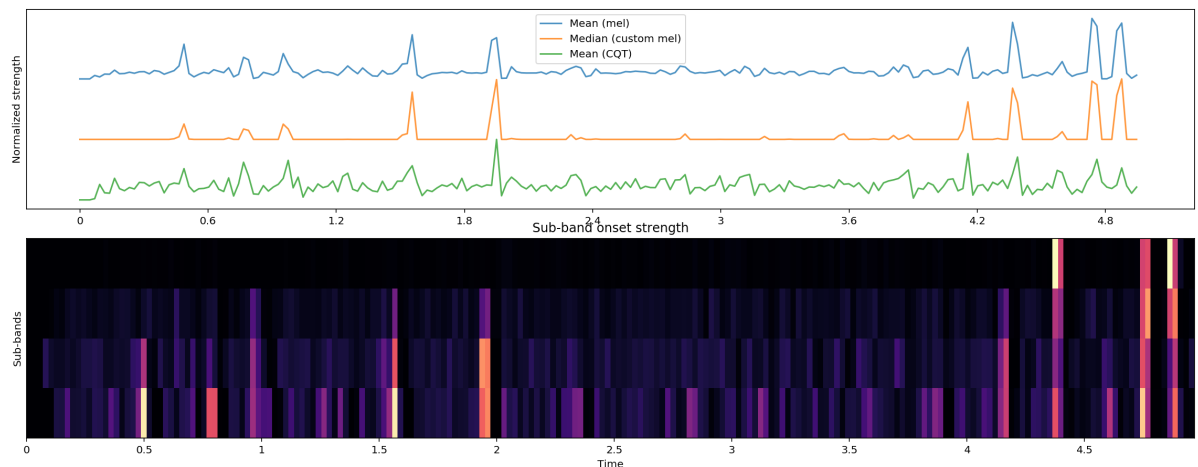 Mean (mel)
Median (custom mel)
Mean (CQT)
Normalized strength
0 0.6 1.2 1.8 2.4 3 3.6 4.2 4.8
Sub-band onset strength
Sub-bands
0 0.5 1 1.5 2 2.5 3 3.5 4 4.5
Time